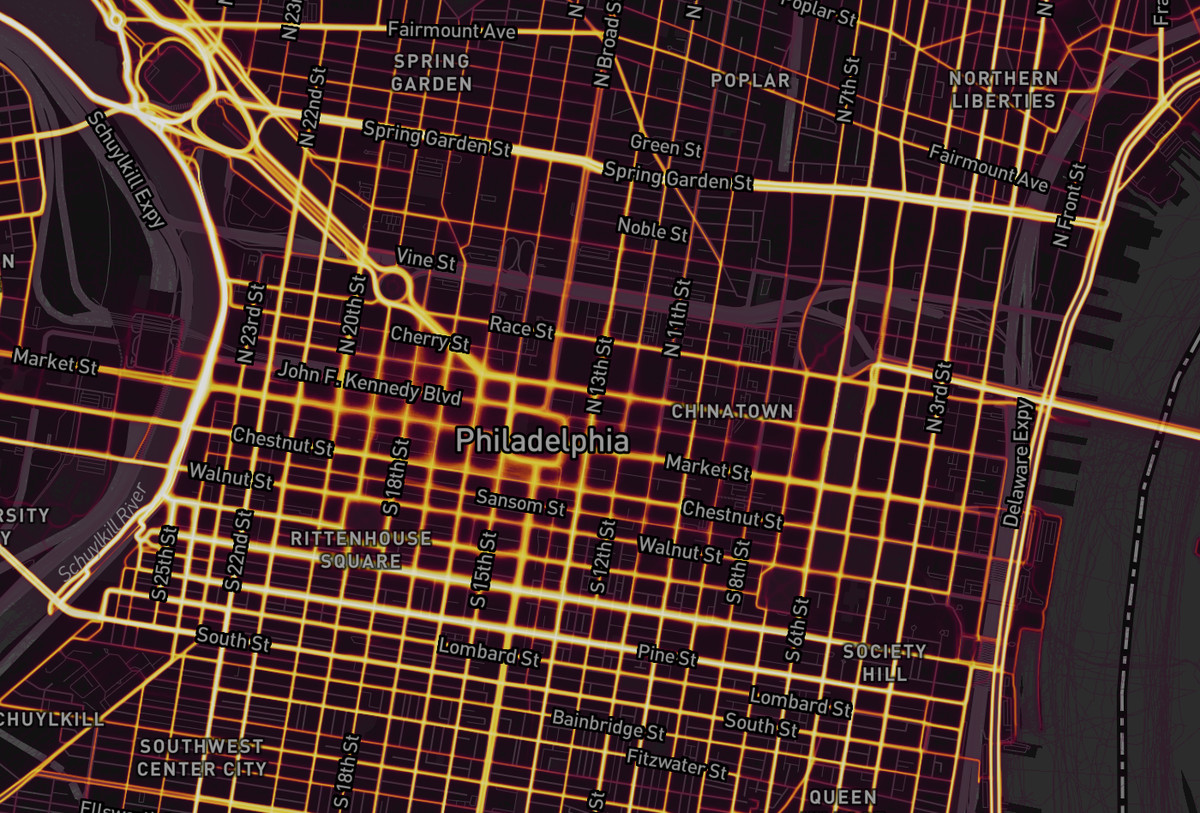 N 23rd
Fairmount Ave
N Broad S
Poplar St
Fra
SPRING
GARDEN
POPLAR
NORTHERN
LIBERTIES
N 22nd St
N 7th St
Schuylkill Expy
Spring Garden St
Green St
Spring Garden St
Fairmount Ave
N Front St
Noble St
Vine St
N
N 23rd St
N 20th St
Cherry St
Race St
N 11th St
N 13th St
Market St
John F. Kennedy Blvd
CHINATOWN
N 3rd St
Chestnut St
Philadelphia
Market St
Delaware Expy
Walnut St
S 18th St
Sansom St
Chestnut St
RSITY
Y
Schuylkill River
S 25th St
S 22nd St
RITTENHOUSE
SQUARE
S 15th St
S 12th St
Walnut St
S 8th St
S 6th St
South St
Lombard St
Pine St
SOCIETY
HILL
Lombard St
South St
CHUYLKILL
Bainbridge St
SOUTHWEST
CENTER CITY
S 18th St
Fitzwater St
St
QUEEN